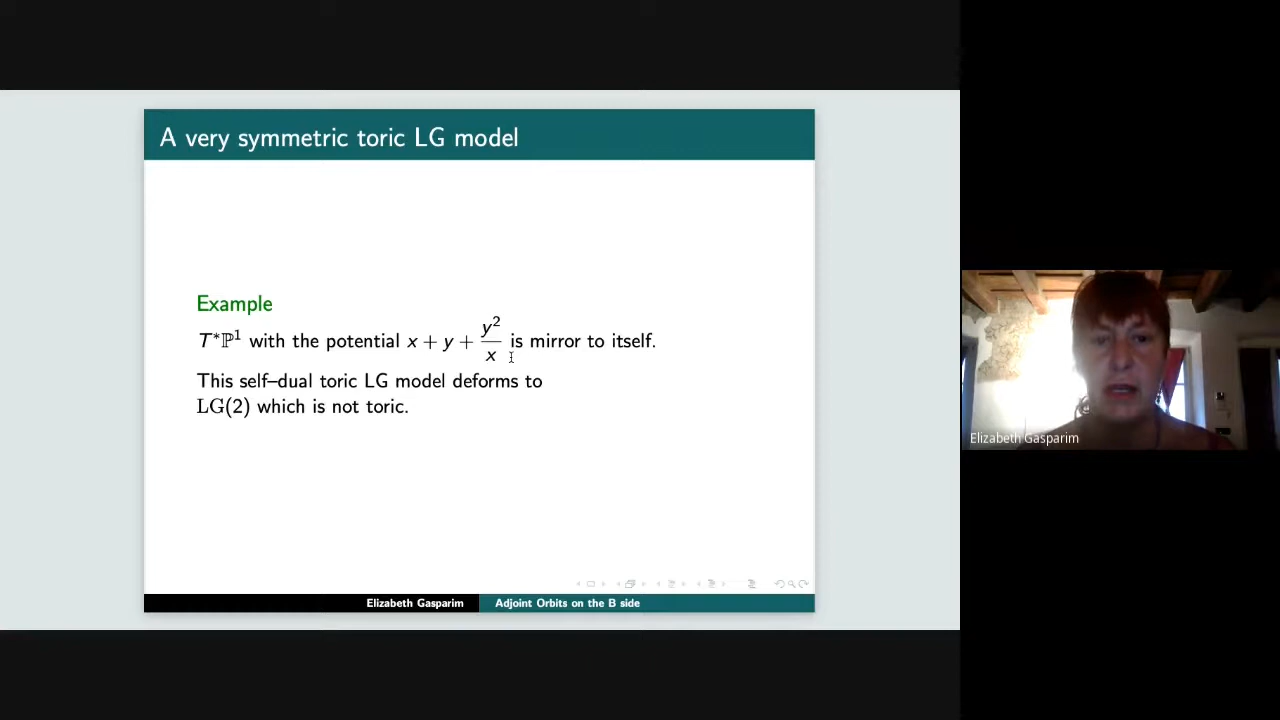 A very symmetric toric LG model
Example
T*ℙ¹ with the potential x + y + y²/x is mirror to itself.
This self–dual toric LG model deforms to
LG(2) which is not toric.
Elizabeth Gasparim
Adjoint Orbits on the B side
Elizabeth Gasparim